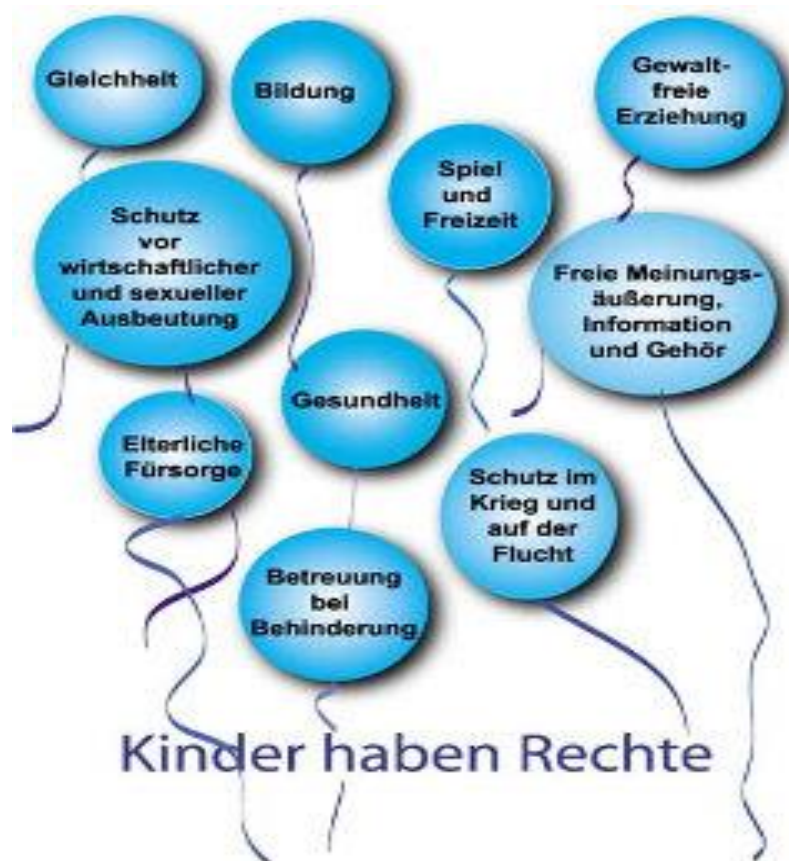 Gleichheit
Bildung
Gewalt-
freie
Erziehung
Spiel
und
Freizeit
Schutz
vor
wirtschaftlicher
und sexueller
Ausbeutung
Freie Meinungs-
äußerung,
Information
und Gehör
Gesundheit
Elterliche
Fürsorge
Schutz im
Krieg und
auf der
Flucht
Betreuung
bei
Behinderung
Kinder haben Rechte